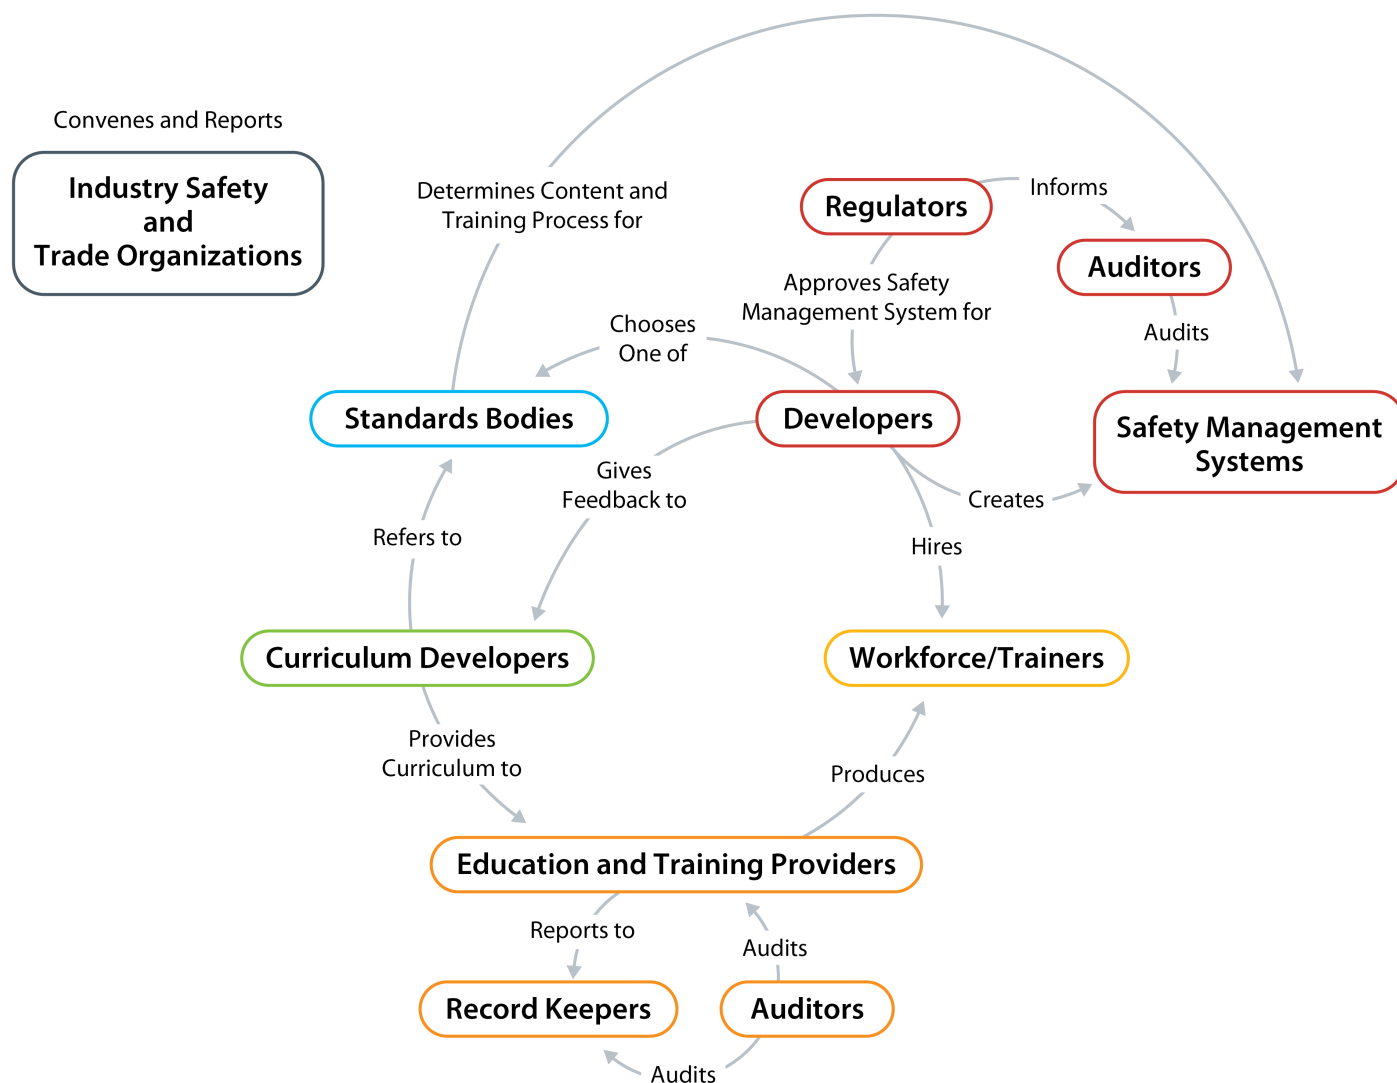 Convenes and Reports
Industry Safety
and
Trade Organizations
Determines Content and
Training Process for
Regulators
Informs
Auditors
Approves Safety
Management System for
Audits
Chooses
One of
Standards Bodies
Developers
Safety Management
Systems
Gives
Feedback to
Creates
Refers to
Hires
Curriculum Developers
Workforce/Trainers
Provides
Curriculum to
Produces
Education and Training Providers
Reports to
Audits
Record Keepers
Auditors
Audits